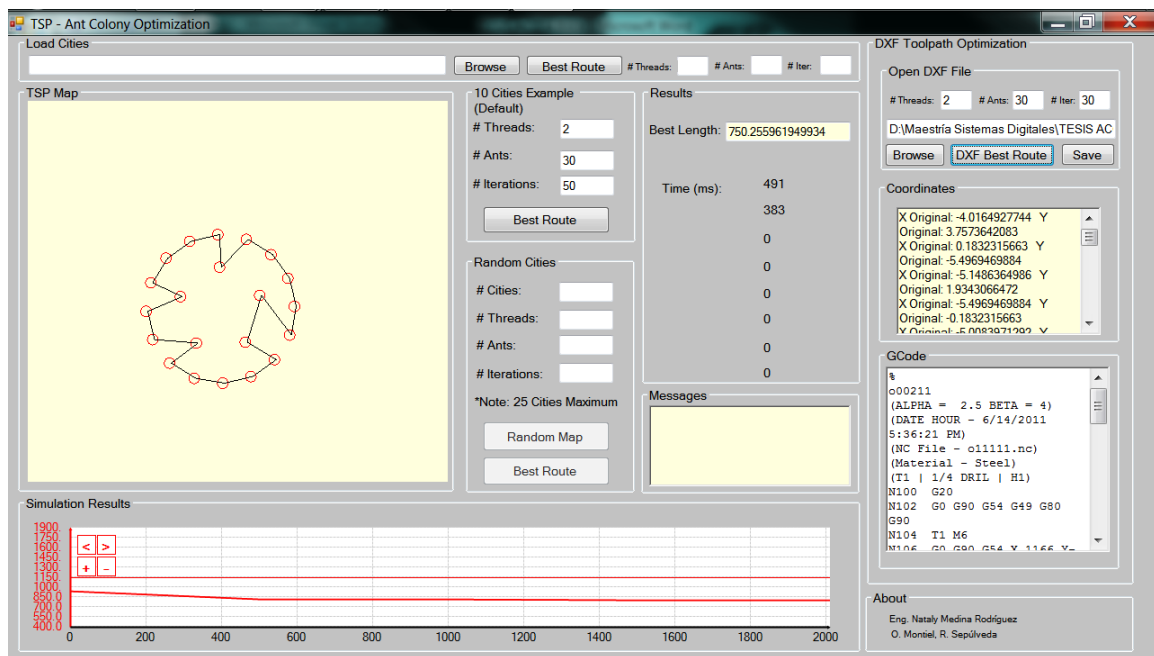 TSP - Ant Colony Optimization
Load Cities
Browse Best Route # Threads: # Ants: # Iter:
TSP Map
10 Cities Example
(Default)
# Threads: 2
# Ants: 30
# Iterations: 50
Best Route
Random Cities
# Cities:
# Threads:
# Ants:
# Iterations:
*Note: 25 Cities Maximum
Random Map
Best Route
Results
Best Length: 750.255961949934
Time (ms): 491
383
0
0
0
0
0
0
Messages
DXF Toolpath Optimization
Open DXF File
# Threads: 2 # Ants: 30 # Iter: 30
D:\Maestría Sistemas Digitales\TESIS AC
Browse DXF Best Route Save
Coordinates
X Original: -4.0164927744 Y
Original: 3.7573642083
X Original: 0.1832315663 Y
Original: -5.4969469884
X Original: -5.1486364986 Y
Original: 1.9343066472
X Original: -5.4969469884 Y
Original: -0.1832315663
X Original: -5.0083971292 Y
GCode
%
o00211
(ALPHA = 2.5 BETA = 4)
(DATE HOUR - 6/14/2011
5:36:21 PM)
(NC File - o11111.nc)
(Material - Steel)
(T1 | 1/4 DRIL | H1)
N100 G20
N102 G0 G90 G54 G49 G80
G90
N104 T1 M6
N106 G0 G90 G54 X.1166 Y-
Simulation Results
1900.
1750.
1600.
1450.
1300.
1150.
1000.
850.0
700.0
550.0
400.0
< >
+ -
0 200 400 600 800 1000 1200 1400 1600 1800 2000
About
Eng. Nataly Medina Rodríguez
O. Montiel, R. Sepúlveda